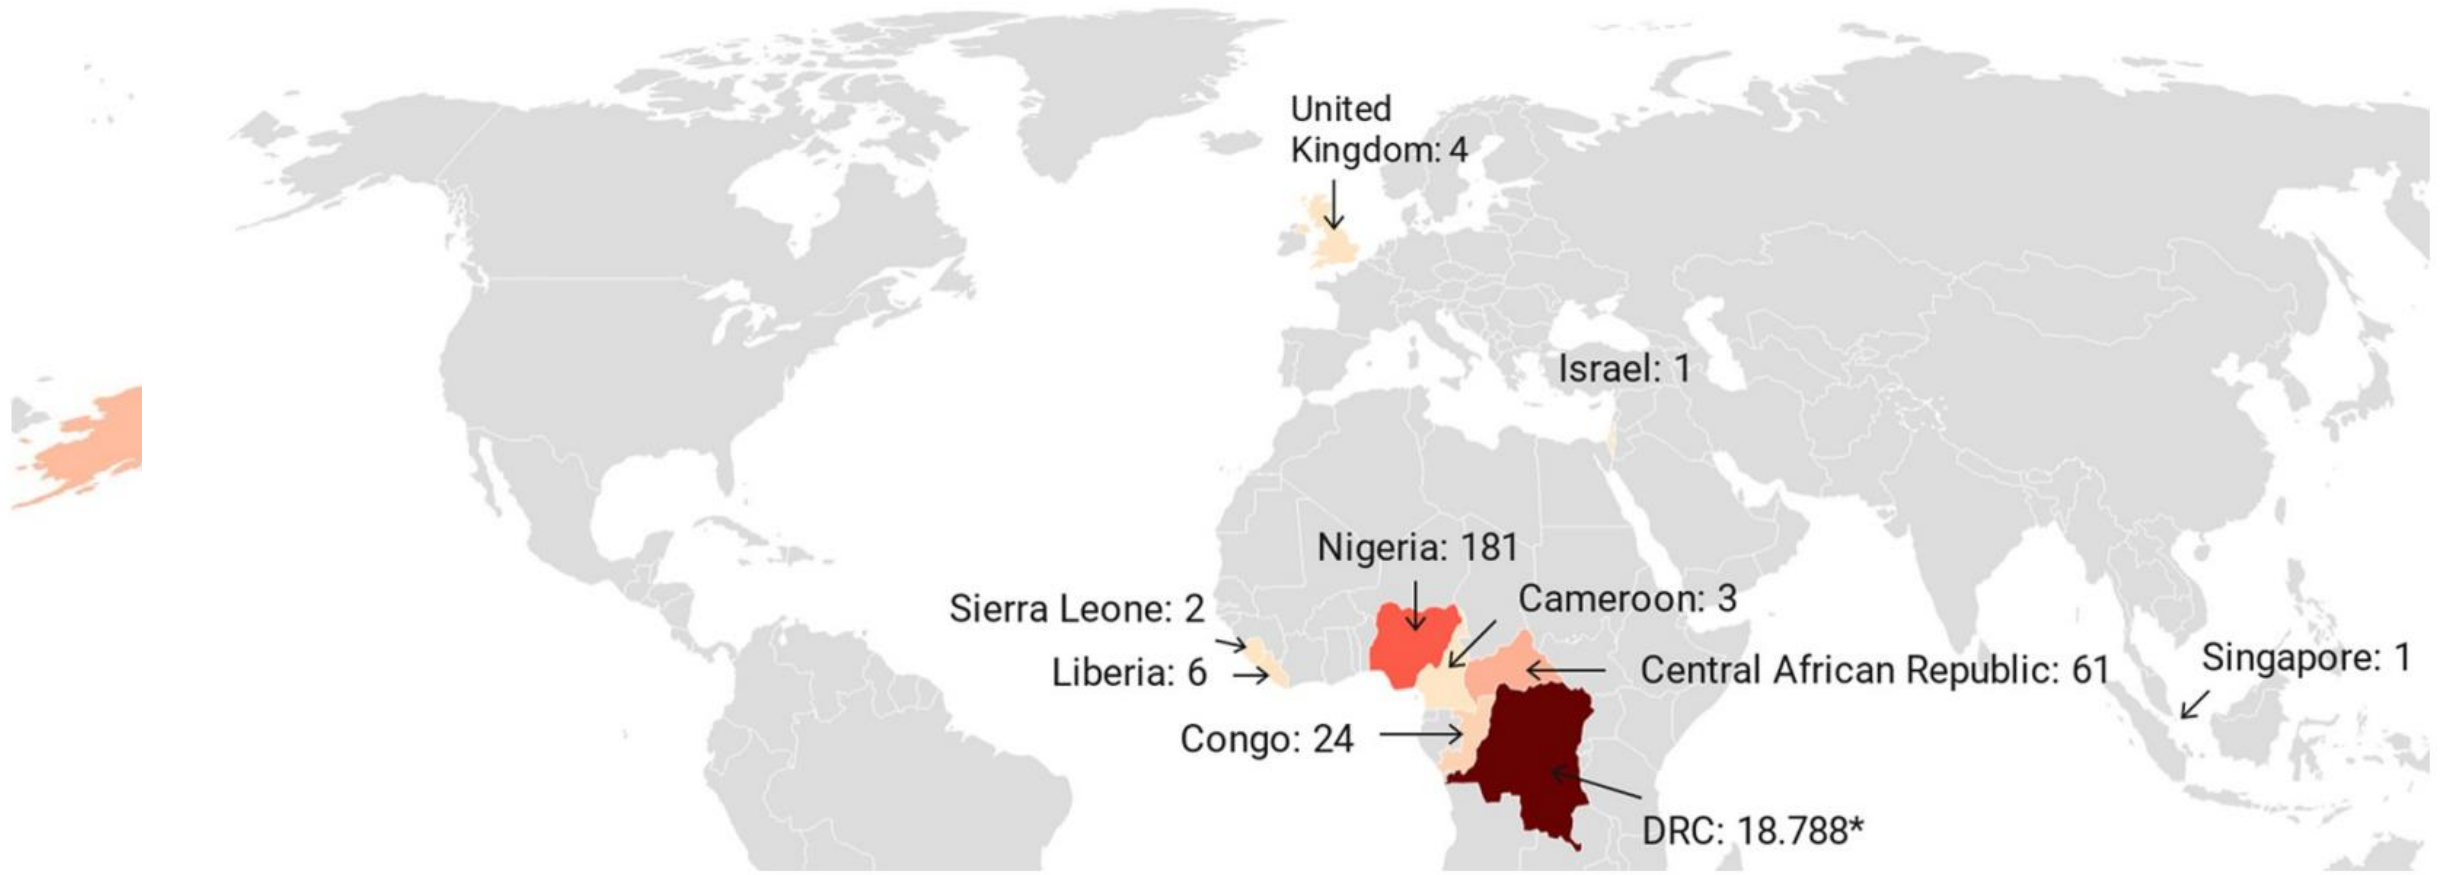 United
Kingdom: 4
Israel: 1
Nigeria: 181
Cameroon: 3
Sierra Leone: 2
Liberia: 6
Central African Republic: 61
Singapore: 1
Congo: 24
DRC: 18.788*